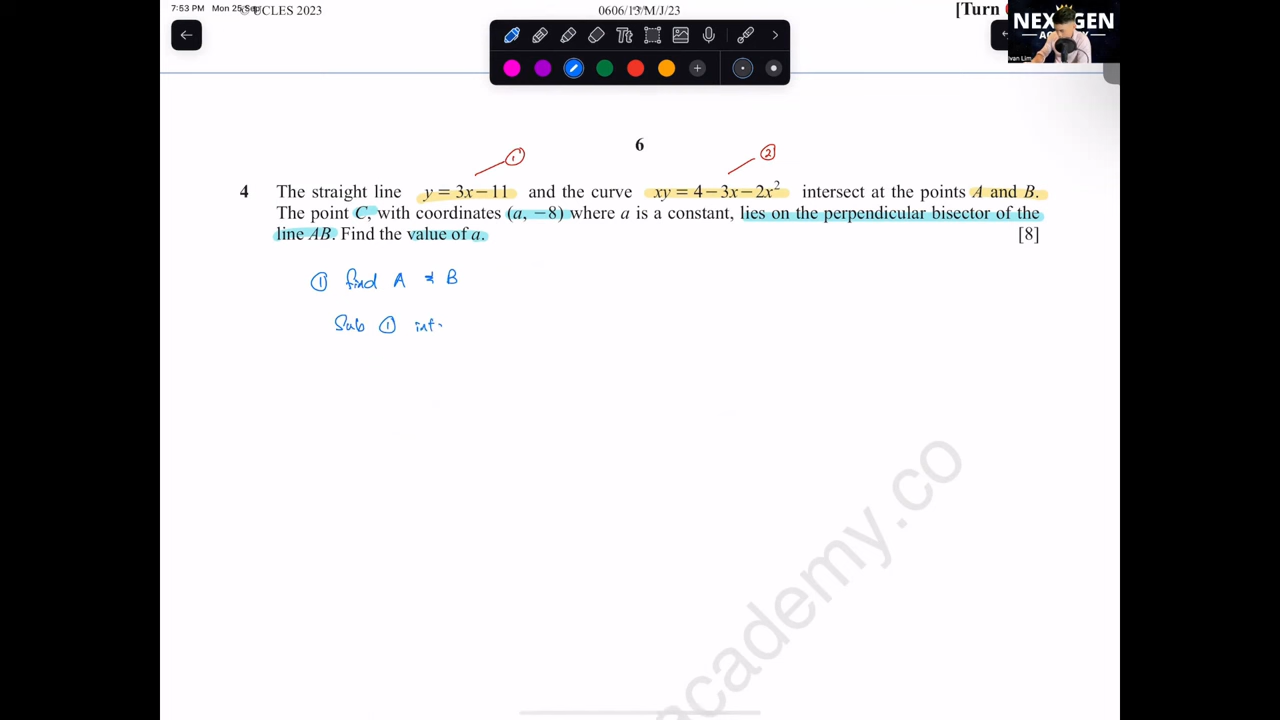 7:53 PM Mon 25 Sep
© UCLES 2023
0606/13/M/J/23
[Turn
NEXTGEN
ACADEMY
Ivan Lim
6
① ②
4 The straight line y = 3x − 11 and the curve xy = 4 − 3x − 2x² intersect at the points A and B.
The point C, with coordinates (a, −8) where a is a constant, lies on the perpendicular bisector of the
line AB. Find the value of a. [8]
① find A & B
Sub ① int
academy.co